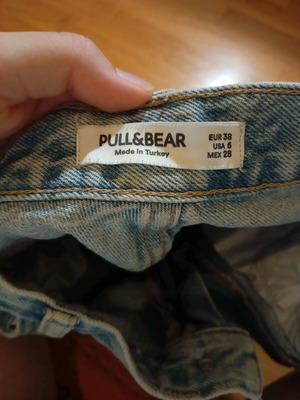 PULL&BEAR
Made in Turkey
EUR 38
USA 6
MEX 28